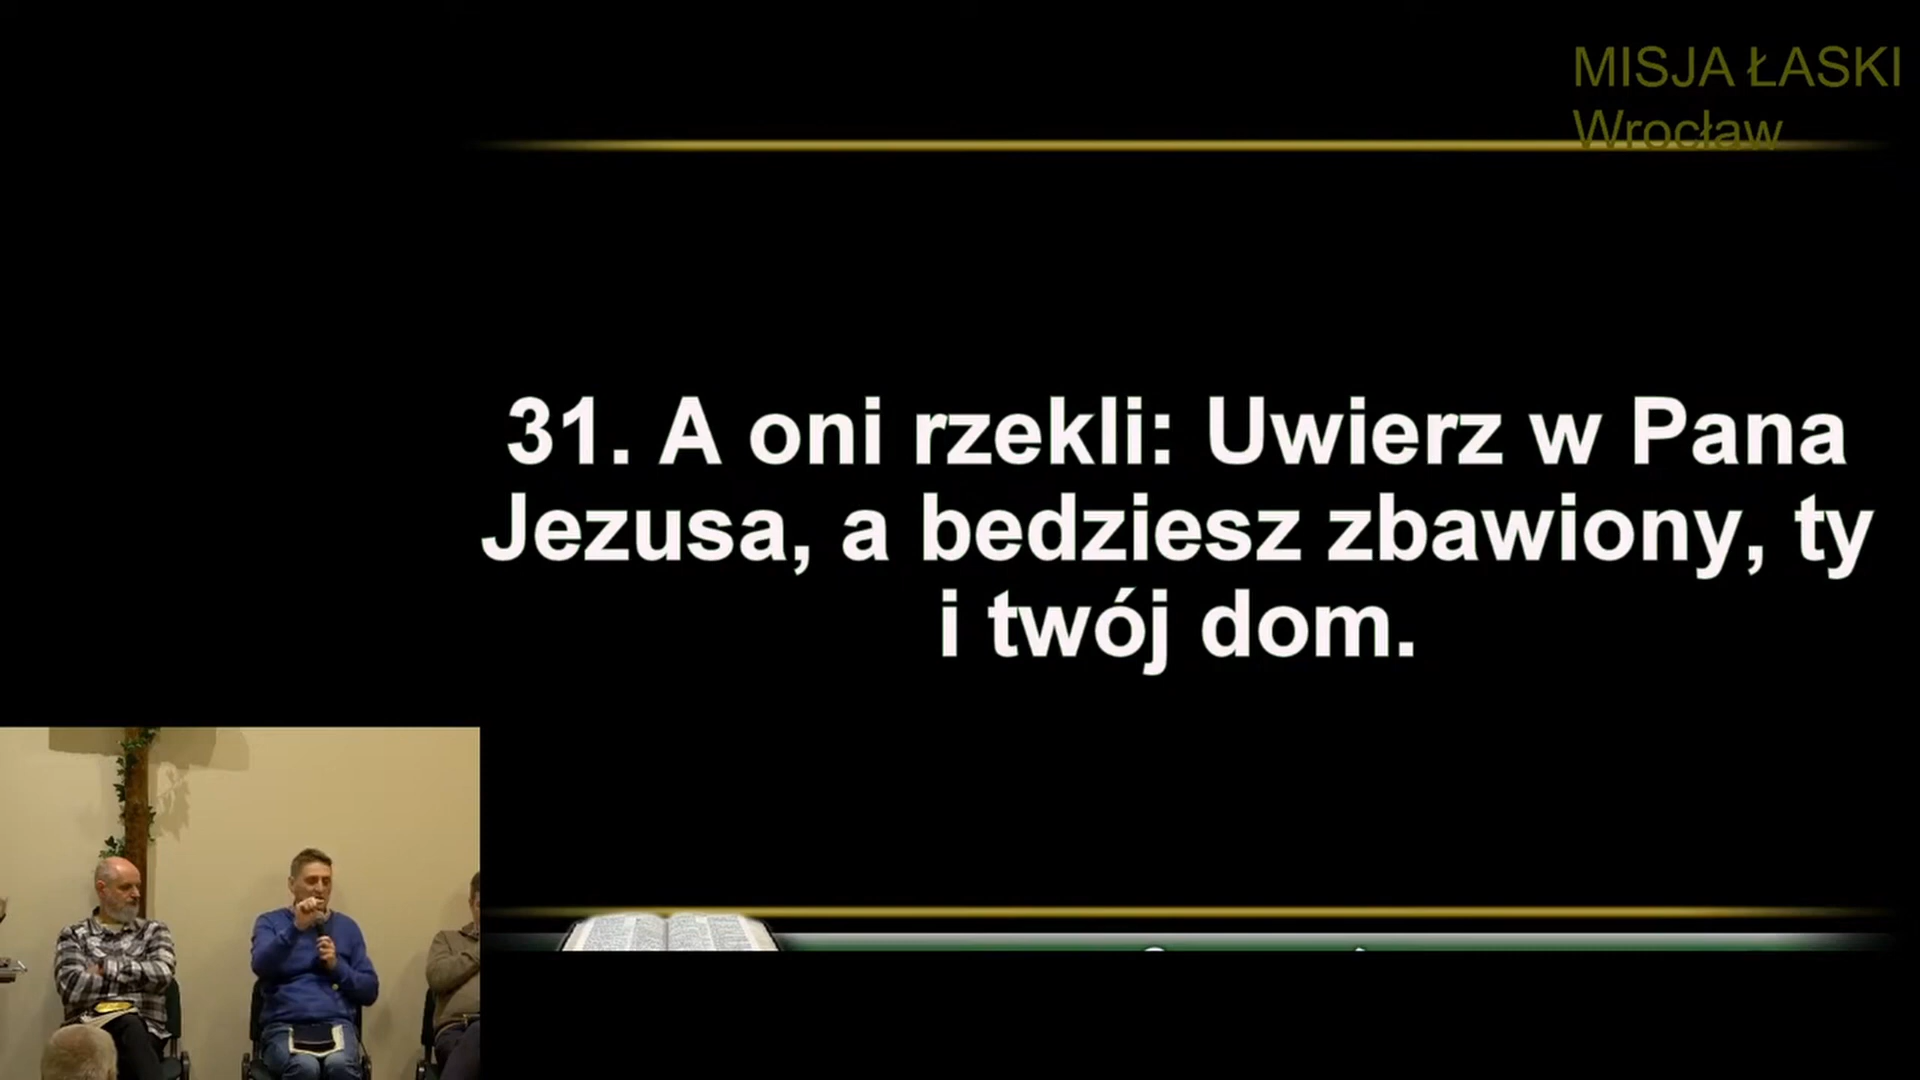 MISJA ŁASKI
Wrocław
31. A oni rzekli: Uwierz w Pana
Jezusa, a bedziesz zbawiony, ty
i twój dom.